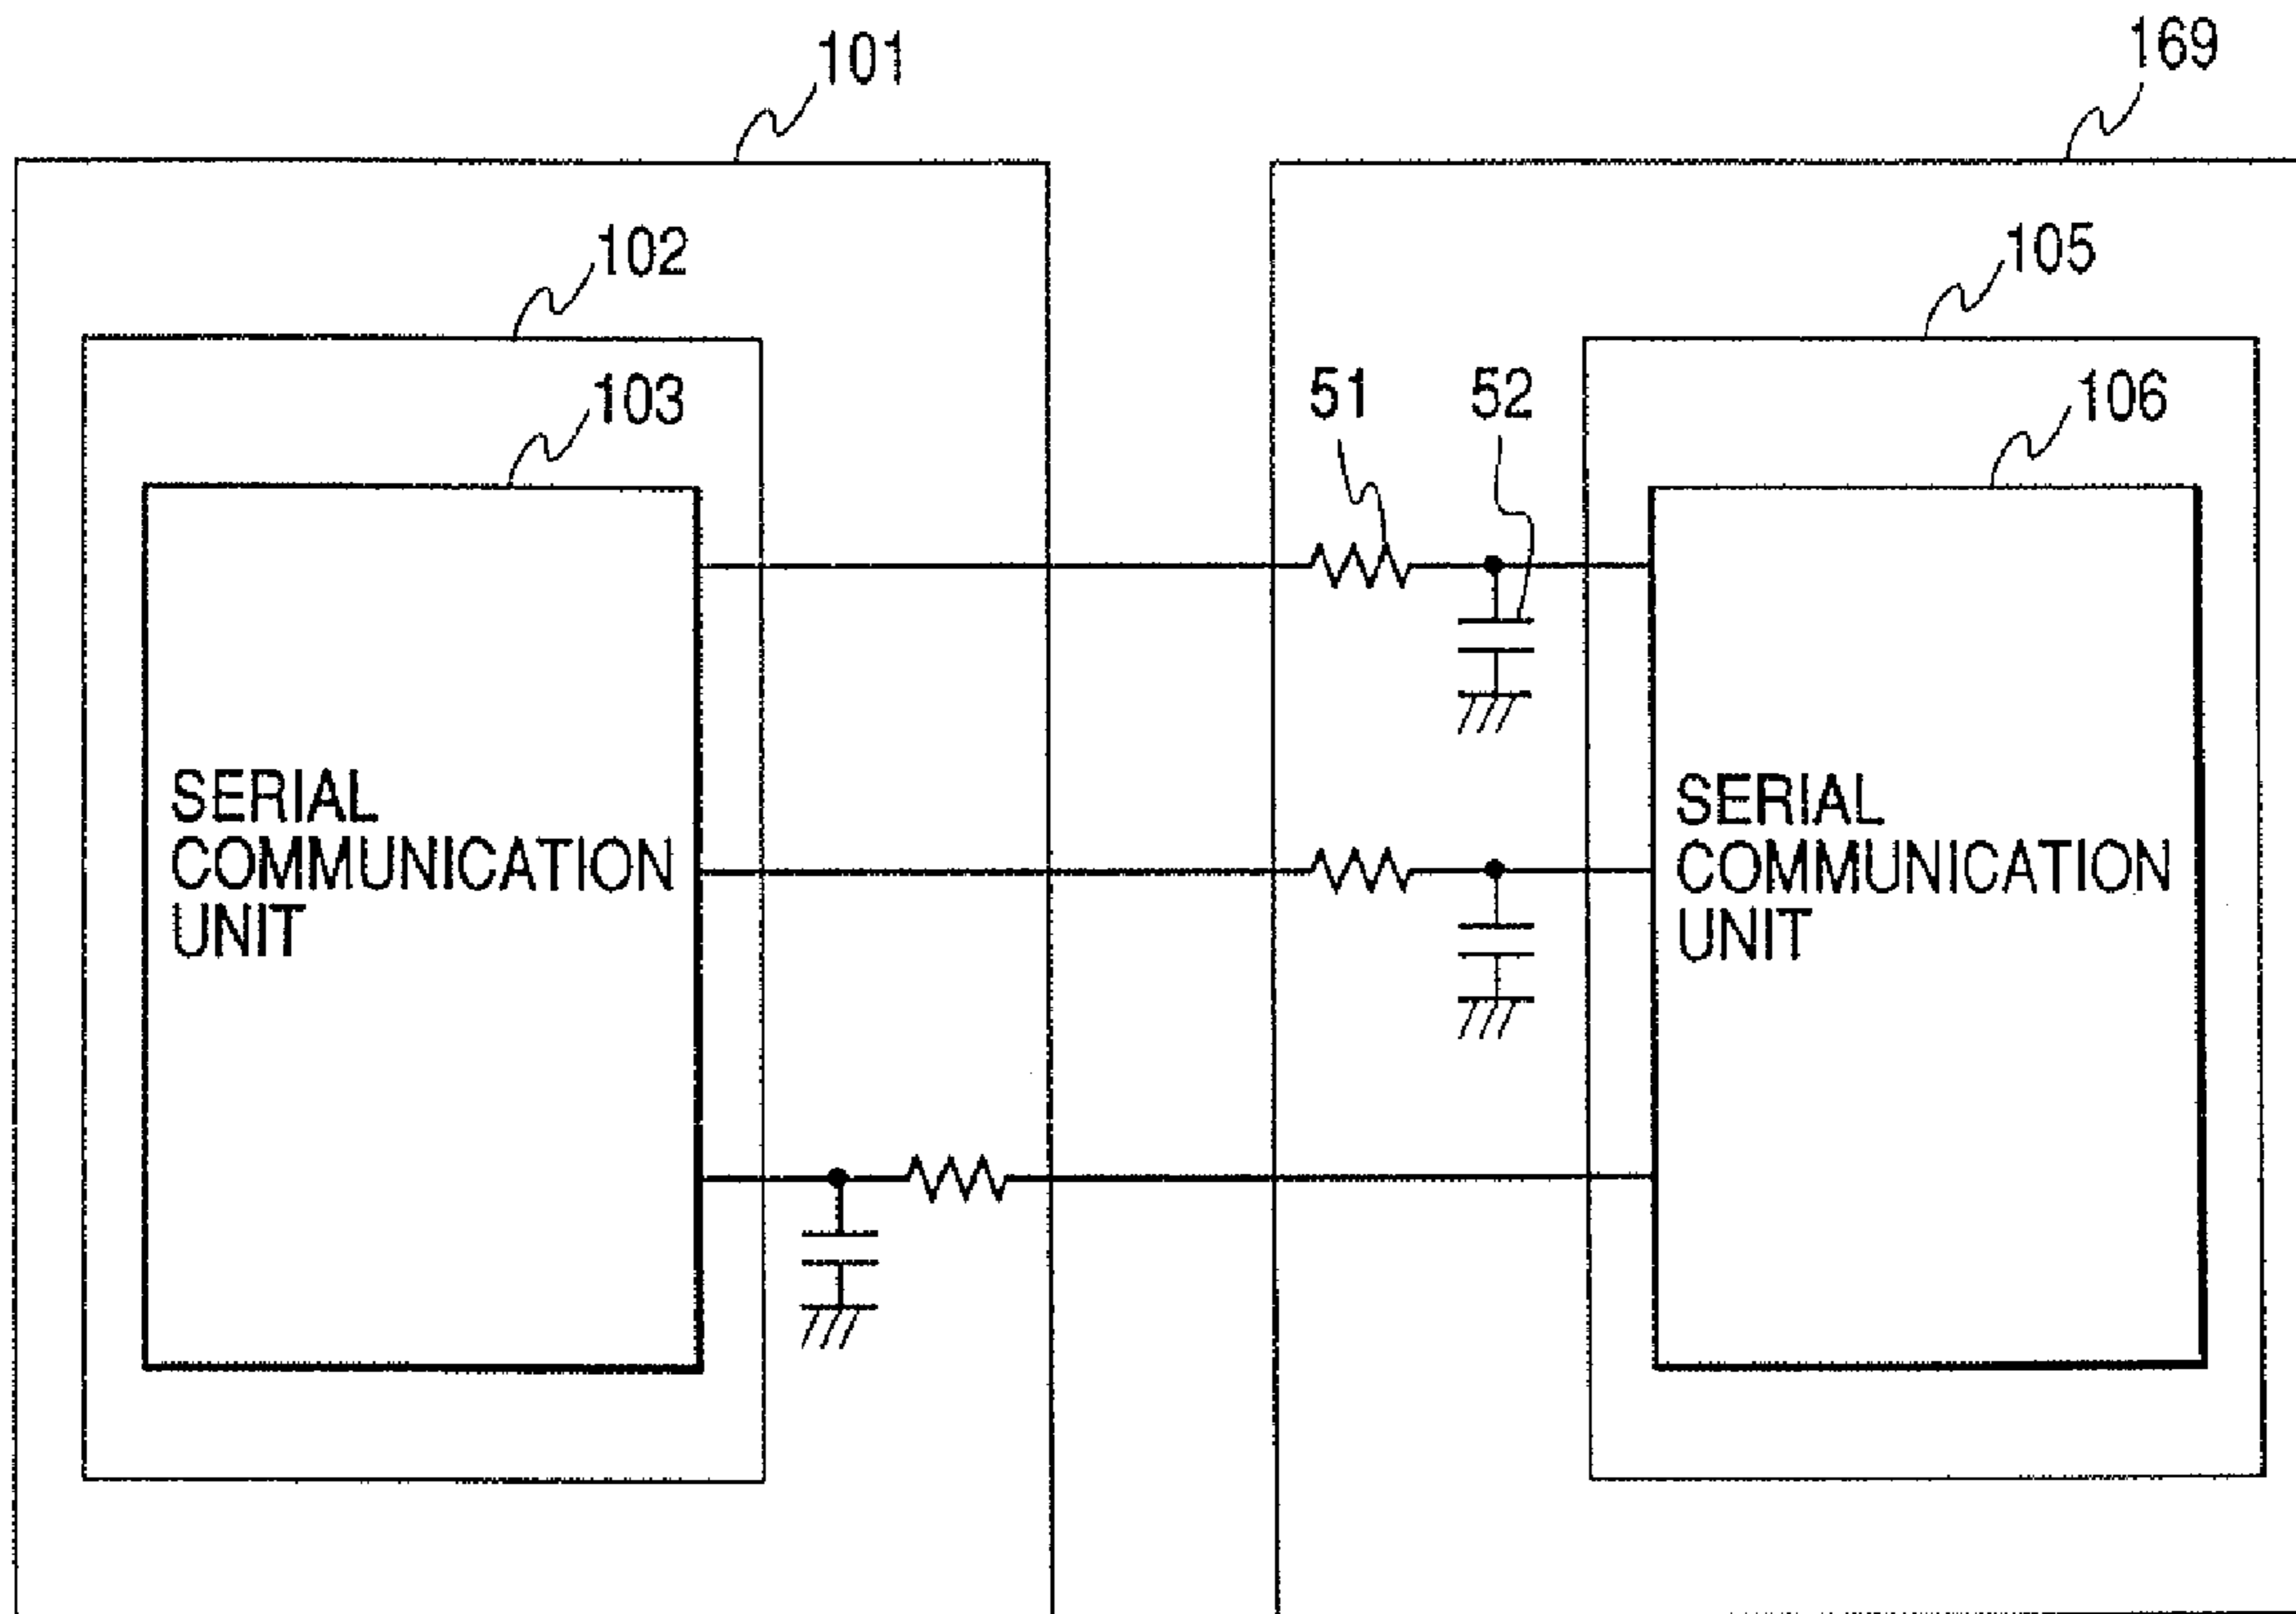 101
169
102
105
103
51
52
106
SERIAL
COMMUNICATION
UNIT
SERIAL
COMMUNICATION
UNIT